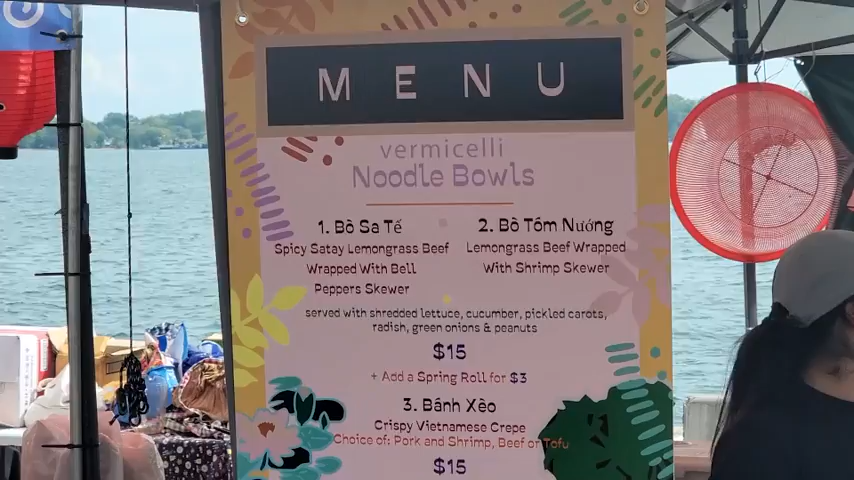 MENU
vermicelli
Noodle Bowls
1. Bò Sa Tế
Spicy Satay Lemongrass Beef
Wrapped With Bell
Peppers Skewer
2. Bò Tôm Nướng
Lemongrass Beef Wrapped
With Shrimp Skewer
served with shredded lettuce, cucumber, pickled carots,
radish, green onions & peanuts
$15
+ Add a Spring Roll for $3
3. Bánh Xèo
Crispy Vietnamese Crepe
Choice of: Pork and Shrimp, Beef or Tofu
$15